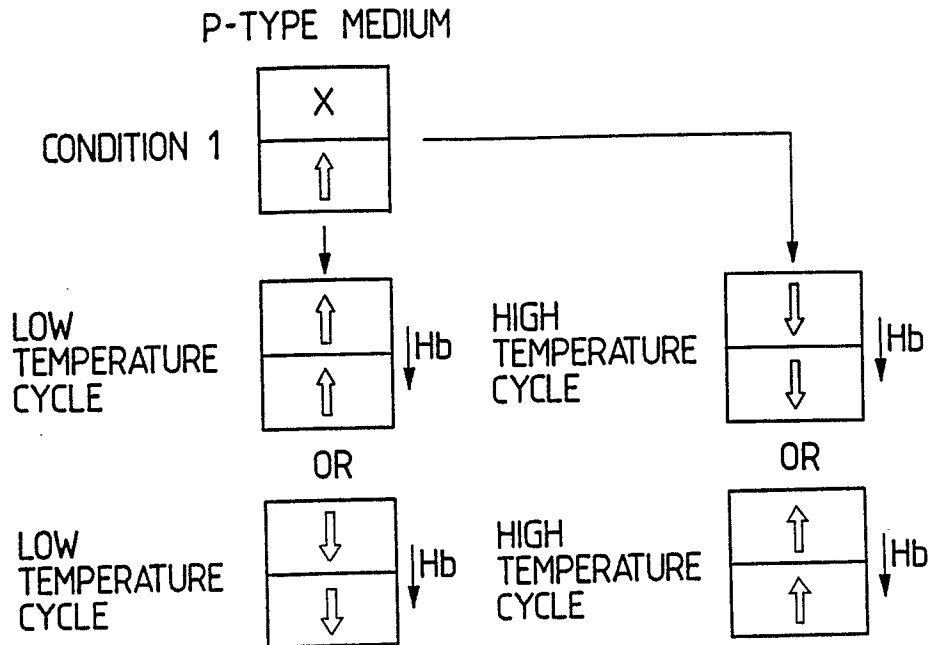 P-TYPE MEDIUM
X
CONDITION 1
LOW
TEMPERATURE
CYCLE
Hb
HIGH
TEMPERATURE
CYCLE
Hb
OR
OR
LOW
TEMPERATURE
CYCLE
Hb
HIGH
TEMPERATURE
CYCLE
Hb